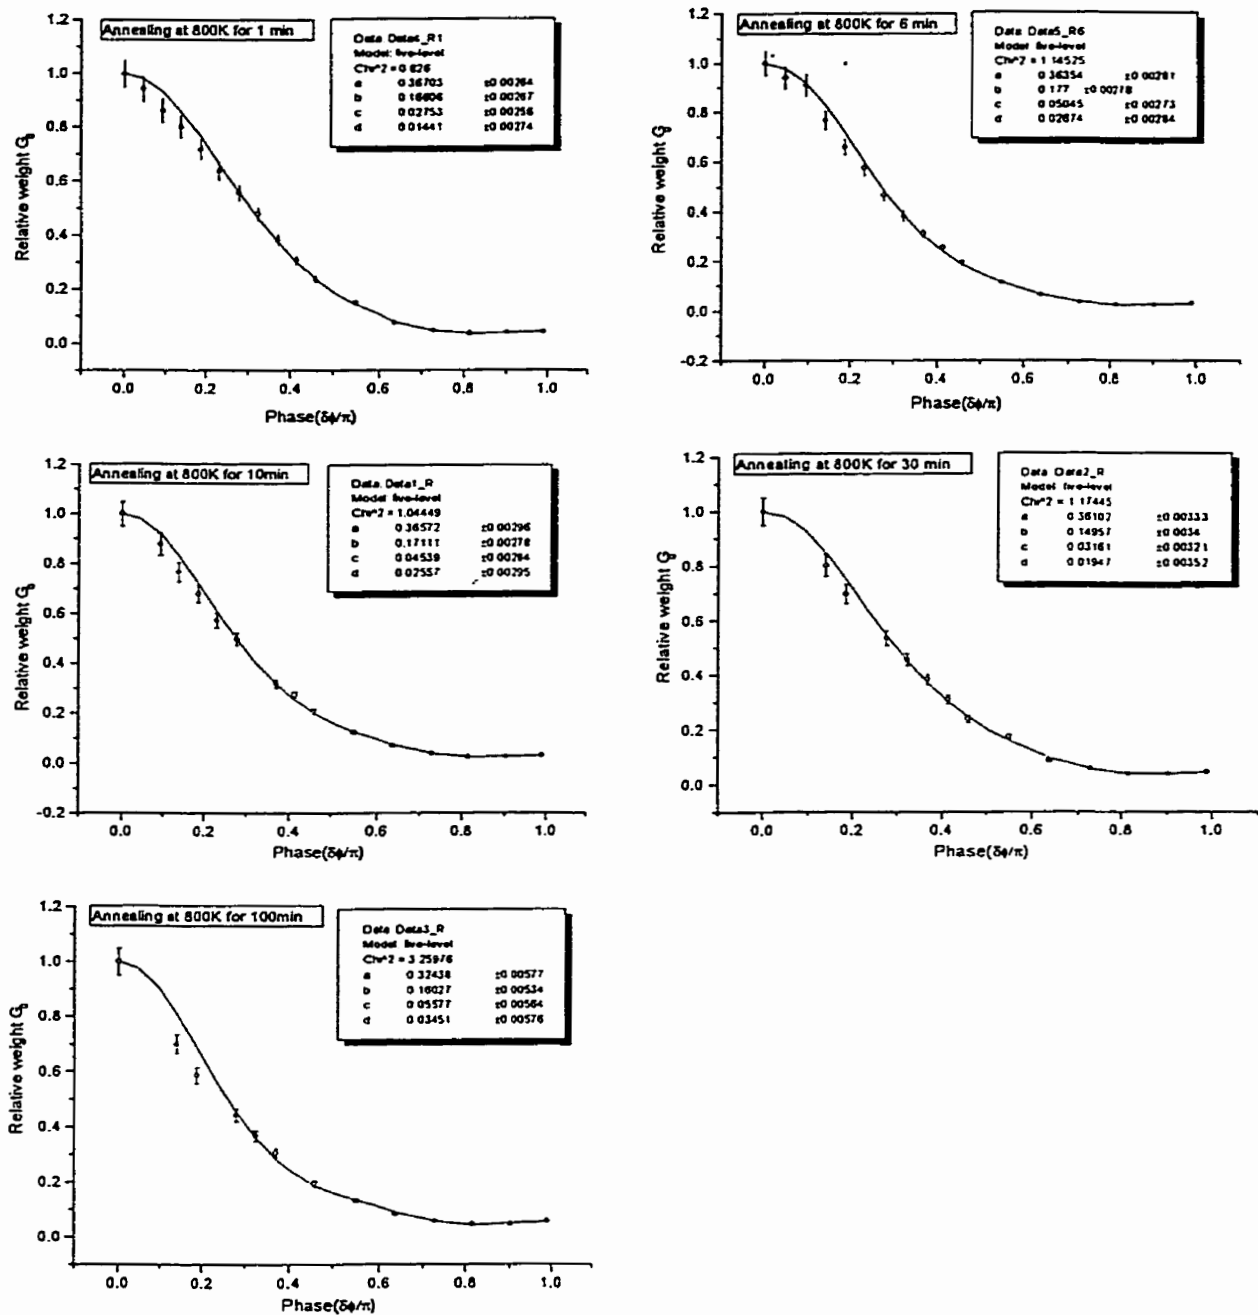 Annealing at 800K for 1 min
Data Data4_R1
Model: five-level
Chi^2 = 0.826
a 0.36703 ±0.00264
b 0.16606 ±0.00267
c 0.02753 ±0.00256
d 0.01441 ±0.00274
1.2
1.0
0.8
0.6
0.4
0.2
0.0
Relative weight G₀
0.0 0.2 0.4 0.6 0.8 1.0
Phase(δϕ/π)
Annealing at 800K for 6 min
Data Data5_R6
Model five-level
Chi^2 = 1.14525
a 0.36354 ±0.00281
b 0.177 ±0.00278
c 0.05045 ±0.00273
d 0.02674 ±0.00284
1.2
1.0
0.8
0.6
0.4
0.2
0.0
-0.2
Relative weight G₀
0.0 0.2 0.4 0.6 0.8 1.0
Phase(δϕ/π)
Annealing at 800K for 10min
Data. Data1_R
Model five-level
Chi^2 = 1.04449
a 0.36572 ±0.00296
b 0.17111 ±0.00278
c 0.04539 ±0.00284
d 0.02557 ±0.00295
1.2
1.0
0.8
0.6
0.4
0.2
0.0
-0.2
Relative weight G₀
0.0 0.2 0.4 0.6 0.8 1.0
Phase(δϕ/π)
Annealing at 800K for 30 min
Data Data2_R
Model five-level
Chi^2 = 1.17445
a 0.36102 ±0.00333
b 0.14957 ±0.0034
c 0.03161 ±0.00321
d 0.01947 ±0.00352
1.2
1.0
0.8
0.6
0.4
0.2
0.0
Relative weight G₀
0.0 0.2 0.4 0.6 0.8 1.0
Phase(δϕ/π)
Annealing at 800K for 100min
Data Data3_R
Model five-level
Chi^2 = 3.25976
a 0.32438 ±0.00577
b 0.16027 ±0.00534
c 0.05577 ±0.00564
d 0.03451 ±0.00576
1.2
1.0
0.8
0.6
0.4
0.2
0.0
Relative weight G₀
0.0 0.2 0.4 0.6 0.8 1.0
Phase(δϕ/π)